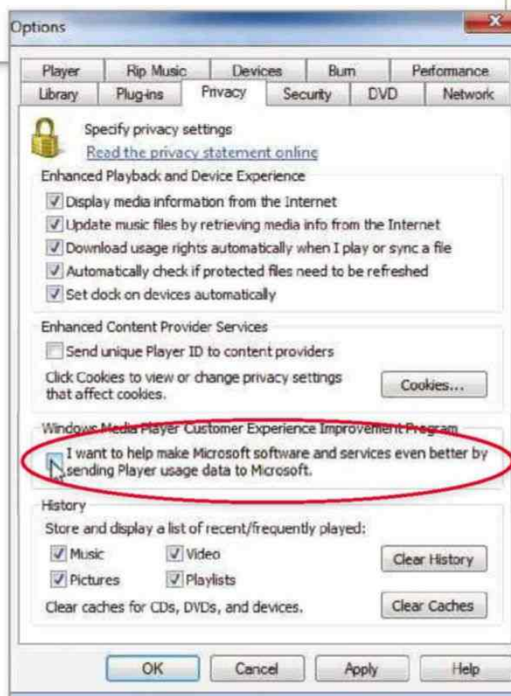 Options
Player Rip Music Devices Burn Performance
Library Plug-ins Privacy Security DVD Network
Specify privacy settings
Read the privacy statement online
Enhanced Playback and Device Experience
Display media information from the Internet
Update music files by retrieving media info from the Internet
Download usage rights automatically when I play or sync a file
Automatically check if protected files need to be refreshed
Set clock on devices automatically
Enhanced Content Provider Services
Send unique Player ID to content providers
Click Cookies to view or change privacy settings
that affect cookies.
Cookies...
Windows Media Player Customer Experience Improvement Program
I want to help make Microsoft software and services even better by
sending Player usage data to Microsoft.
History
Store and display a list of recent/frequently played:
Music Video
Clear History
Pictures Playlists
Clear caches for CDs, DVDs, and devices.
Clear Caches
OK Cancel Apply Help